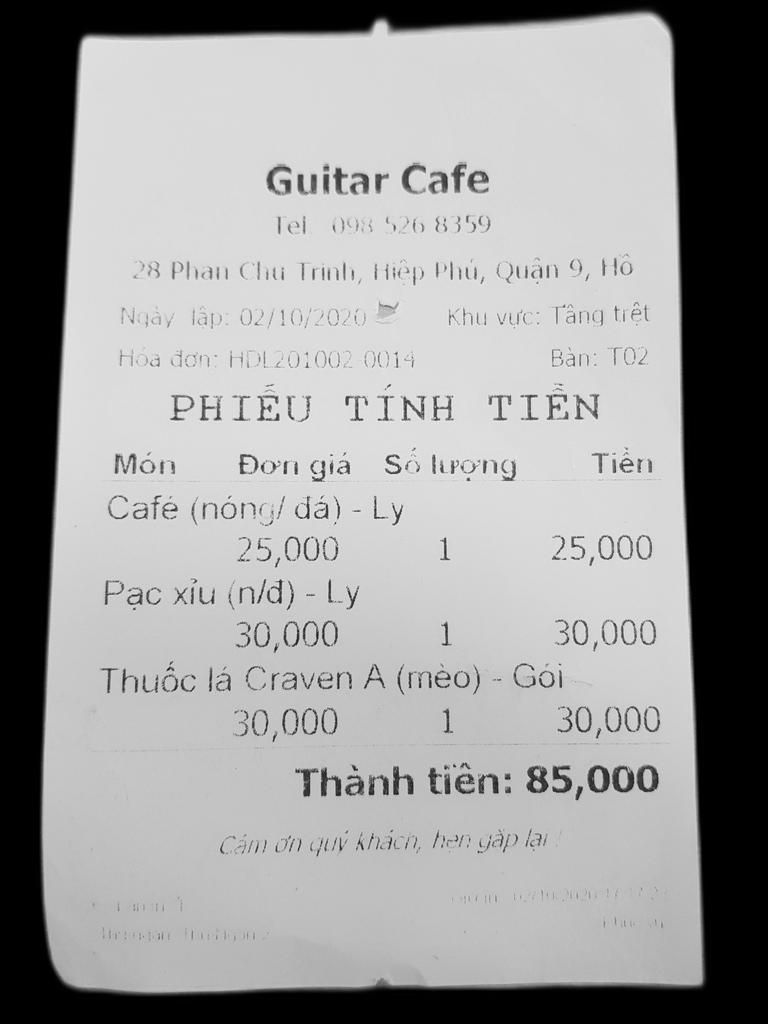 Guitar Cafe
Tel. 098 526 8359
28 Phan Chu Trinh, Hiệp Phú, Quận 9, Hồ
Ngày lập: 02/10/2020 Khu vực: Tầng trệt
Hóa đơn: HDL201002-0014 Bàn: T02
PHIẾU TÍNH TIỀN
Món Đơn giá Số lượng Tiền
Café (nóng/ đá) - Ly
25,000 1 25,000
Pạc xỉu (n/đ) - Ly
30,000 1 30,000
Thuốc lá Craven A (mèo) - Gói
30,000 1 30,000
Thành tiền: 85,000
Cám ơn quý khách, hẹn gặp lại !
02/10/2020